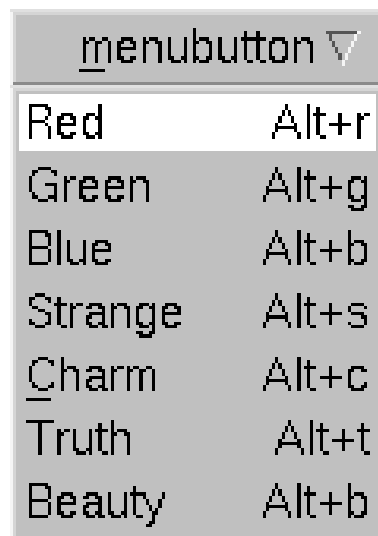 menubutton
Red Alt+r
Green Alt+g
Blue Alt+b
Strange Alt+s
Charm Alt+c
Truth Alt+t
Beauty Alt+b